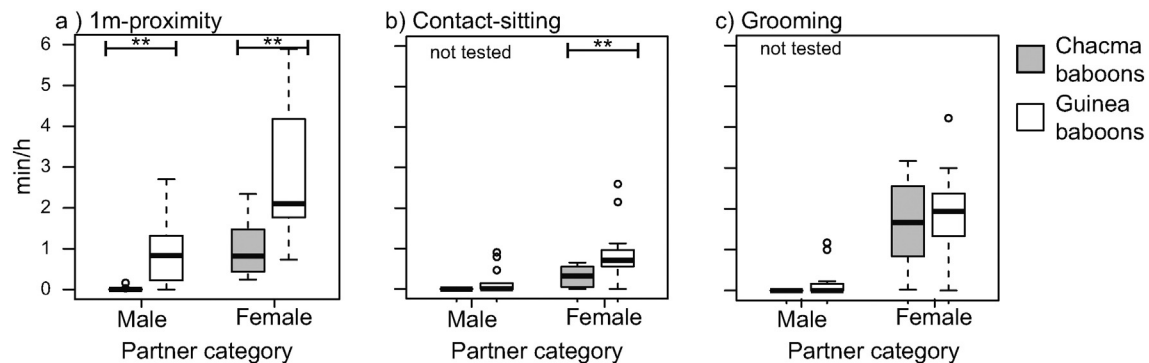 a ) 1m-proximity
b) Contact-sitting
c) Grooming
**
**
not tested
**
not tested
Chacma
baboons
Guinea
baboons
min/h
6
5
4
3
2
1
0
Male
Female
Male
Female
Male
Female
Partner category
Partner category
Partner category